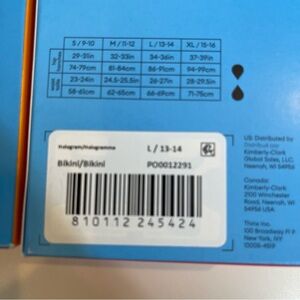 S / 9-10 M / 11-12 L / 13-14 XL / 15-16
29-31in 32-33in 34-36in 37-39in
74-79cm 81-84cm 86-91cm 94-99cm
23-24in 24.5-25.5in 26-27in 28-30in
58-61cm 62-65cm 66-69cm 71-75cm
Hologram/Hologramme L / 13-14
Bikini/Bikini PO0012291
810112 245424
US: Distributed by
Distribué par
Kimberly-Clark
Global Sales, LLC.
Neenah, WI 54956
Canada:
Kimberly-Clark
2100 Winchester
Road, Neenah, WI
54956 USA
Thinx Inc.
100 Broadway Fl
New York, NY
10005-4519